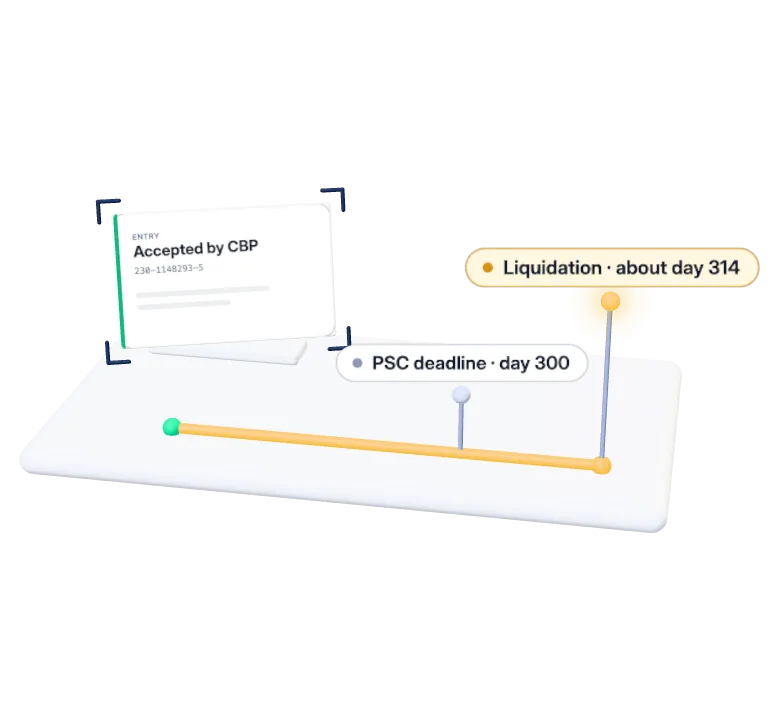 ENTRY
Accepted by CBP
230-1148293-5
Liquidation · about day 314
PSC deadline · day 300